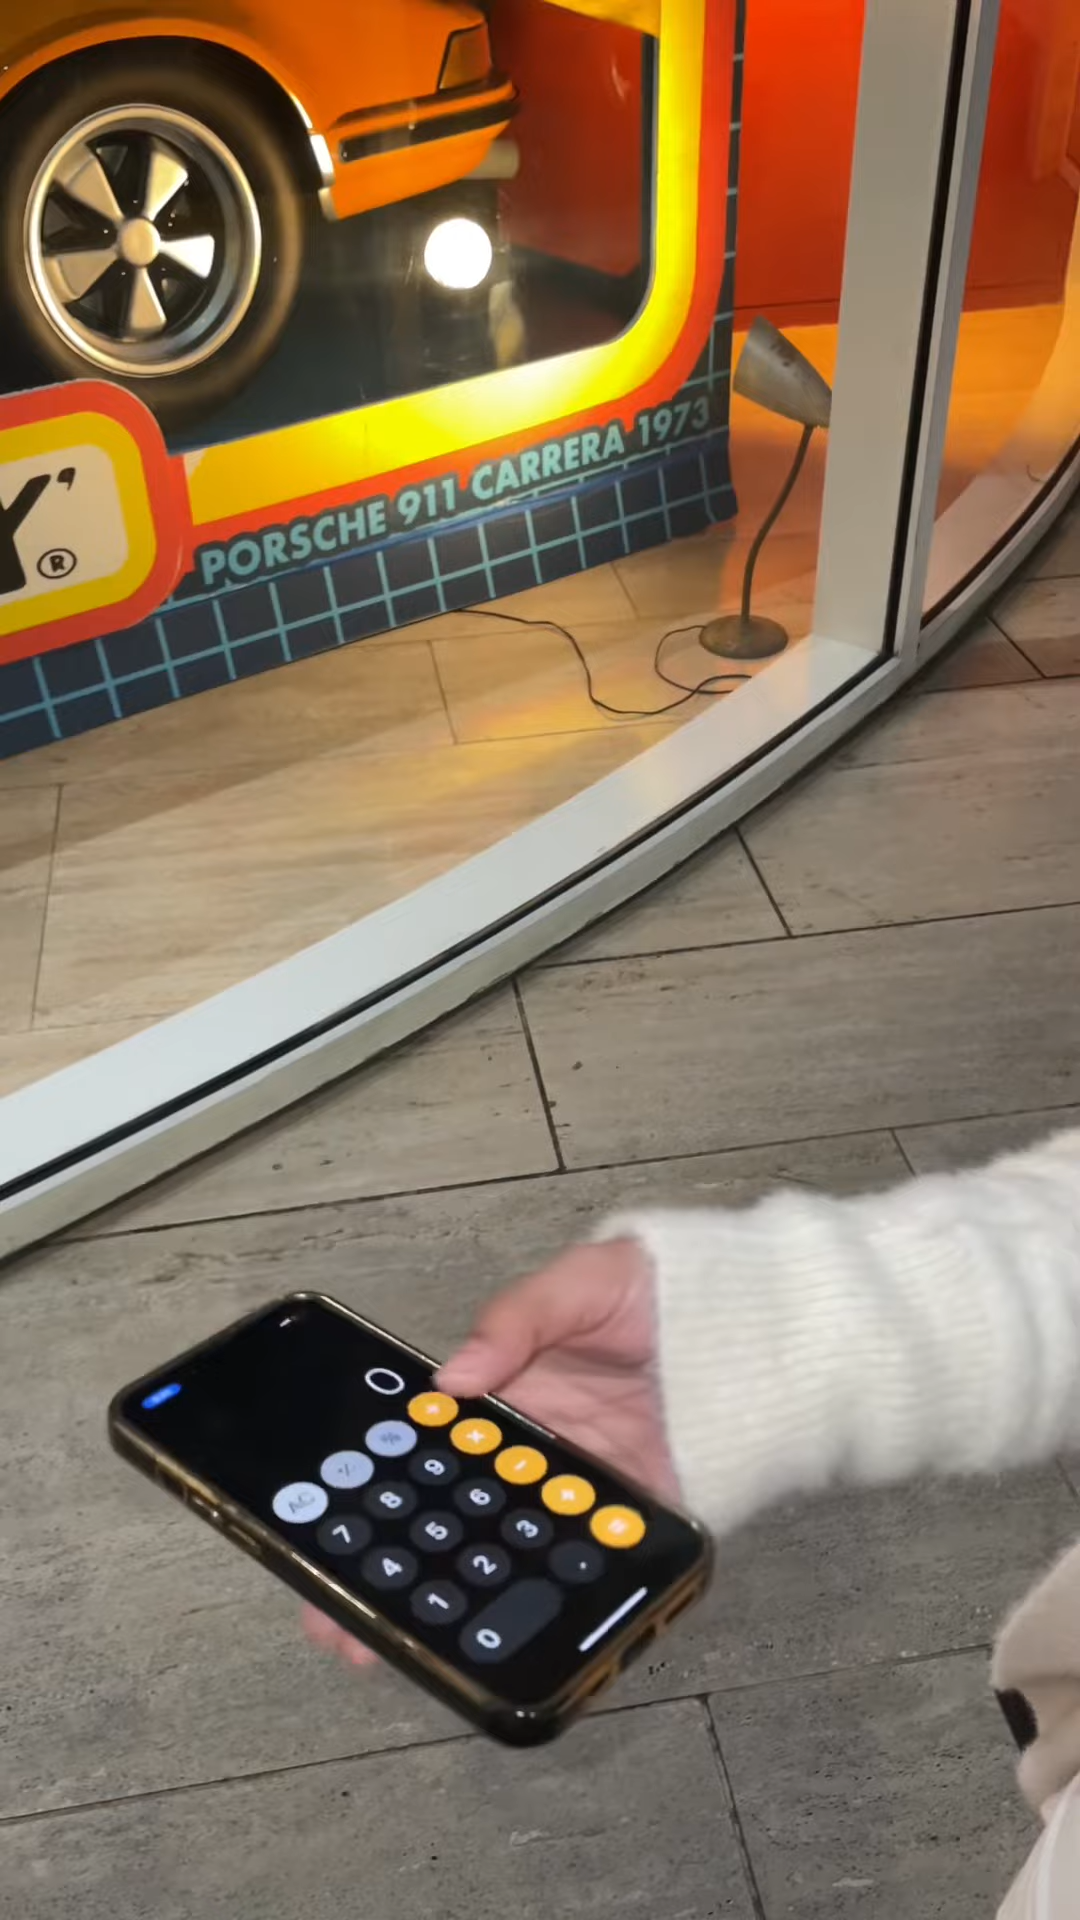 Y'®
PORSCHE 911 CARRERA 1973
0
AC +/- % ÷
7 8 9 ×
4 5 6 −
1 2 3 +
0 . =